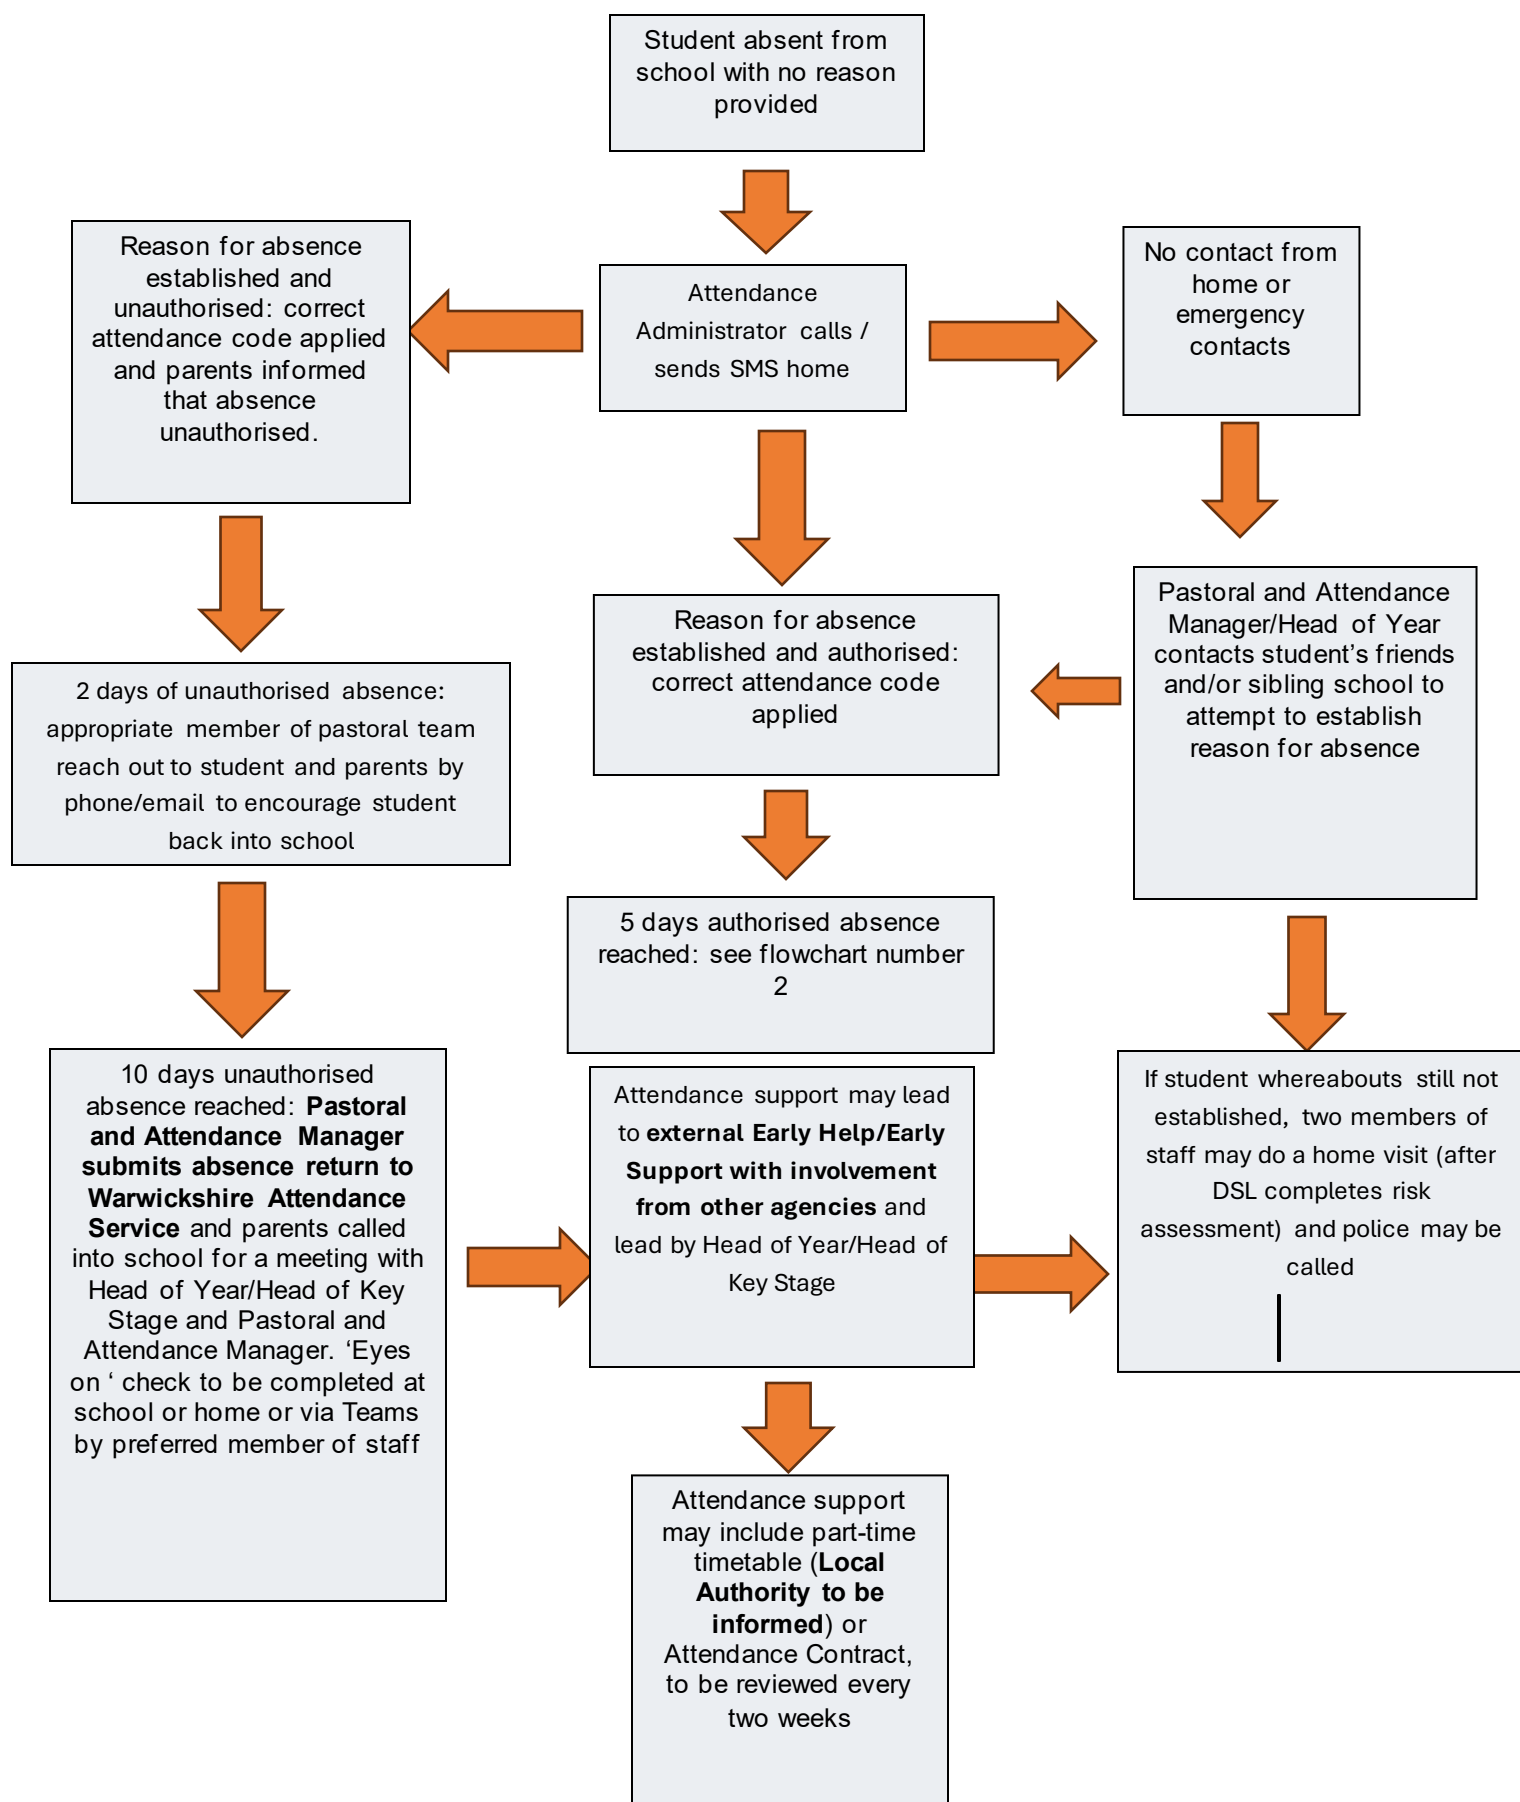 Student absent from
school with no reason
provided
Reason for absence
established and
unauthorised: correct
attendance code applied
and parents informed
that absence
unauthorised.
Attendance
Administrator calls /
sends SMS home
No contact from
home or
emergency
contacts
2 days of unauthorised absence:
appropriate member of pastoral team
reach out to student and parents by
phone/email to encourage student
back into school
Reason for absence
established and authorised:
correct attendance code
applied
Pastoral and Attendance
Manager/Head of Year
contacts student’s friends
and/or sibling school to
attempt to establish
reason for absence
5 days authorised absence
reached: see flowchart number
2
10 days unauthorised
absence reached: Pastoral
and Attendance Manager
submits absence return to
Warwickshire Attendance
Service and parents called
into school for a meeting with
Head of Year/Head of Key
Stage and Pastoral and
Attendance Manager. ‘Eyes
on ‘ check to be completed at
school or home or via Teams
by preferred member of staff
Attendance support may lead
to external Early Help/Early
Support with involvement
from other agencies and
lead by Head of Year/Head of
Key Stage
If student whereabouts still not
established, two members of
staff may do a home visit (after
DSL completes risk
assessment) and police may be
called
Attendance support
may include part-time
timetable (Local
Authority to be
informed) or
Attendance Contract,
to be reviewed every
two weeks